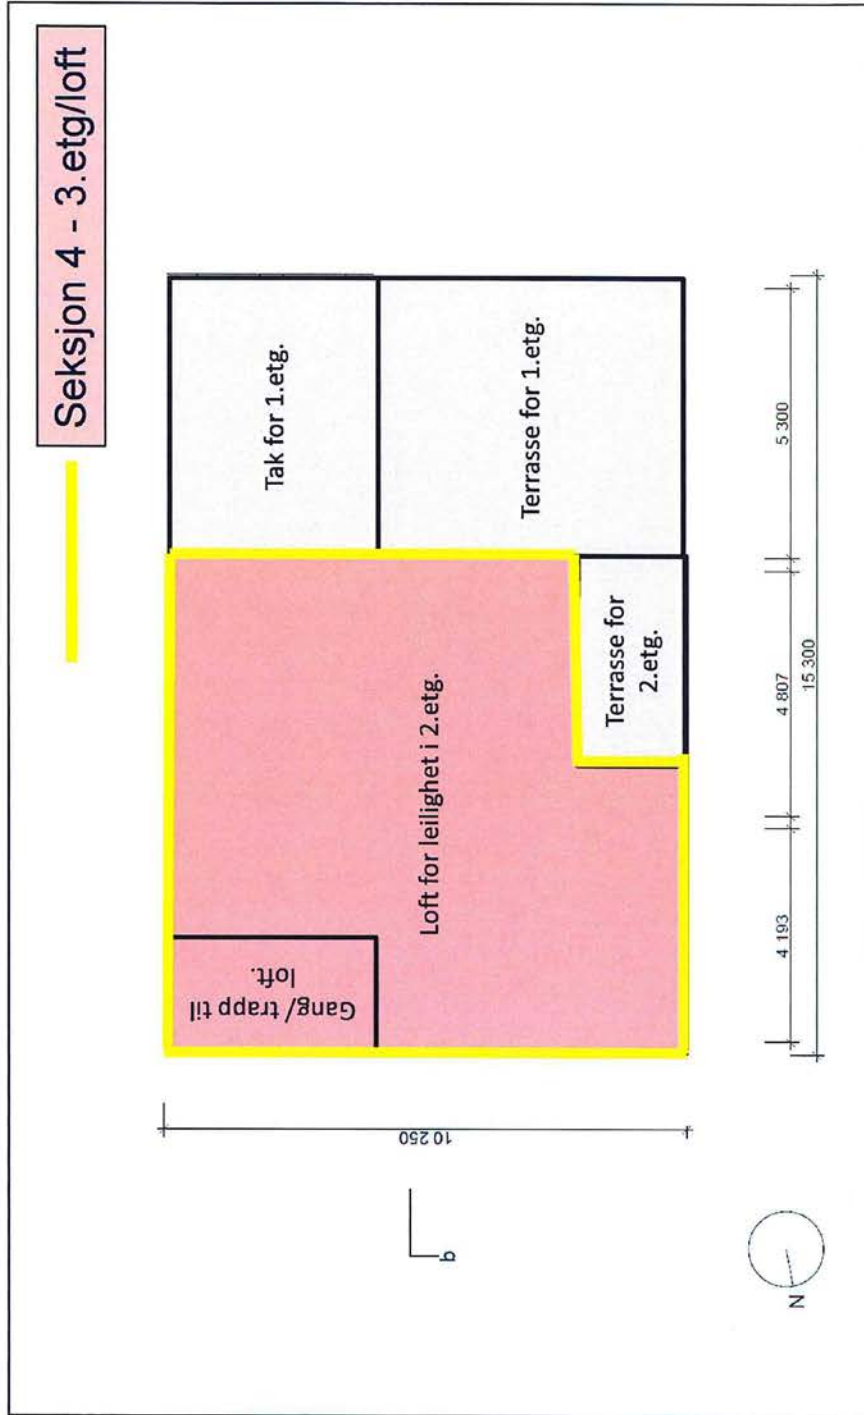 Seksjon 4 - 3.etg/loft
Tak for 1.etg.
Terrasse for 1.etg.
Gang/ trapp til
loft.
Loft for leilighet i 2.etg.
Terrasse for
2.etg.
10 250
4 193
4 807
5 300
15 300
b
N